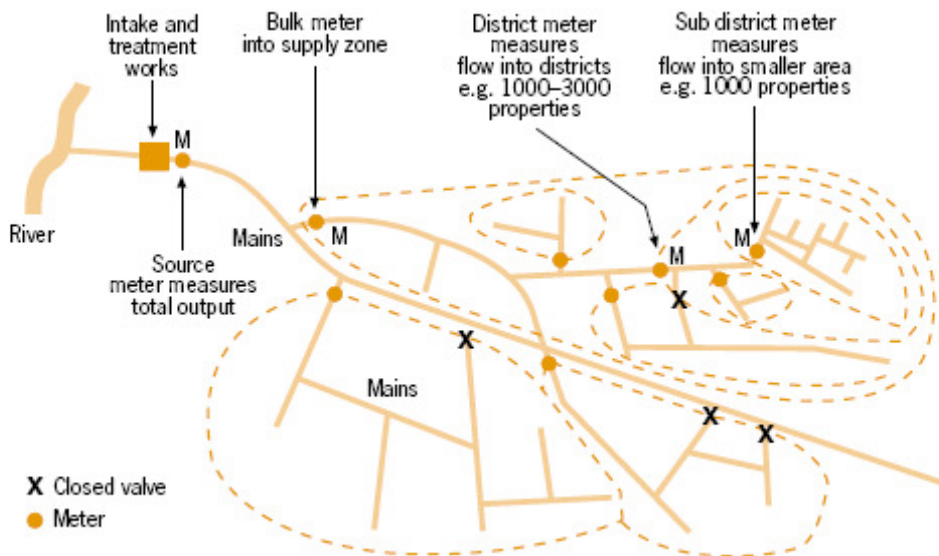 Intake and
treatment
works
Bulk meter
into supply zone
District meter
measures
flow into districts
e.g. 1000–3000
properties
Sub district meter
measures
flow into smaller area
e.g. 1000 properties
M
River
Source
meter measures
total output
Mains
M
M
M
Mains
X
X
X
X
X Closed valve
Meter